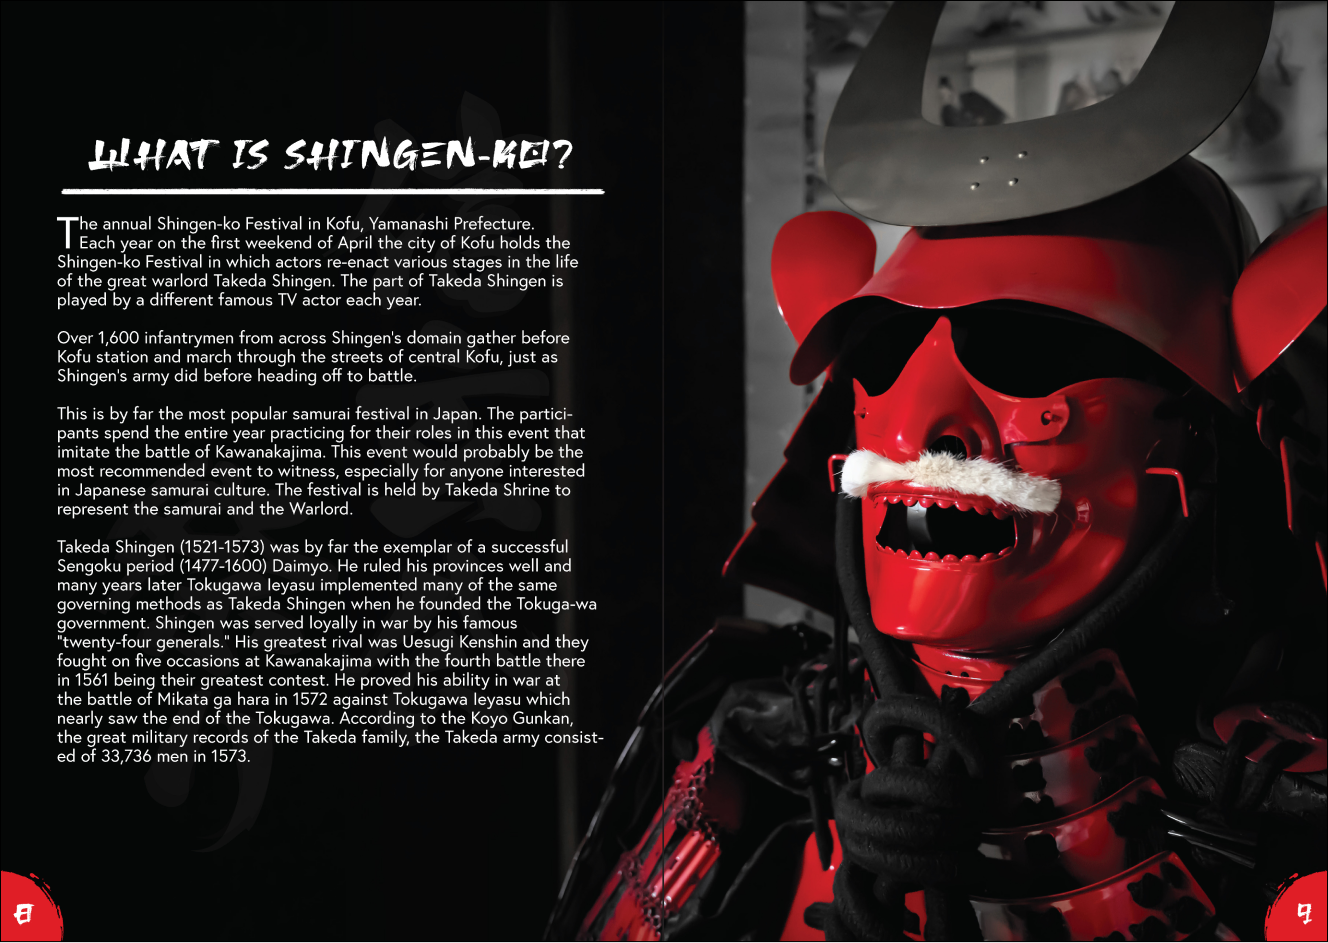 WHAT IS SHINGEN-KO?
The annual Shingen-ko Festival in Kofu, Yamanashi Prefecture.
Each year on the first weekend of April the city of Kofu holds the
Shingen-ko Festival in which actors re-enact various stages in the life
of the great warlord Takeda Shingen. The part of Takeda Shingen is
played by a different famous TV actor each year.
Over 1,600 infantrymen from across Shingen's domain gather before
Kofu station and march through the streets of central Kofu, just as
Shingen's army did before heading off to battle.
This is by far the most popular samurai festival in Japan. The partici-
pants spend the entire year practicing for their roles in this event that
imitate the battle of Kawanakajima. This event would probably be the
most recommended event to witness, especially for anyone interested
in Japanese samurai culture. The festival is held by Takeda Shrine to
represent the samurai and the Warlord.
Takeda Shingen (1521-1573) was by far the exemplar of a successful
Sengoku period (1477-1600) Daimyo. He ruled his provinces well and
many years later Tokugawa Ieyasu implemented many of the same
governing methods as Takeda Shingen when he founded the Tokuga-wa
government. Shingen was served loyally in war by his famous
"twenty-four generals." His greatest rival was Uesugi Kenshin and they
fought on five occasions at Kawanakajima with the fourth battle there
in 1561 being their greatest contest. He proved his ability in war at
the battle of Mikata ga hara in 1572 against Tokugawa Ieyasu which
nearly saw the end of the Tokugawa. According to the Koyo Gunkan,
the great military records of the Takeda family, the Takeda army consist-
ed of 33,736 men in 1573.
8
9